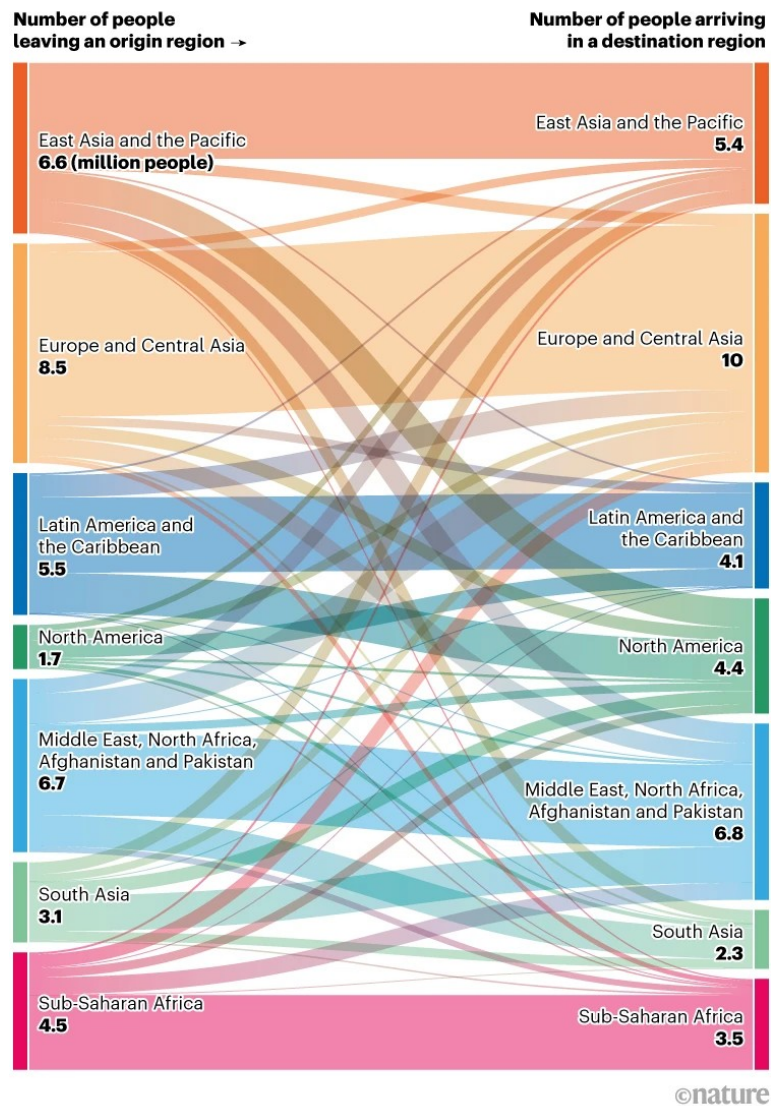 Number of people
leaving an origin region →
Number of people arriving
in a destination region
East Asia and the Pacific
6.6 (million people)
Europe and Central Asia
8.5
Latin America and
the Caribbean
5.5
North America
1.7
Middle East, North Africa,
Afghanistan and Pakistan
6.7
South Asia
3.1
Sub-Saharan Africa
4.5
East Asia and the Pacific
5.4
Europe and Central Asia
10
Latin America and
the Caribbean
4.1
North America
4.4
Middle East, North Africa,
Afghanistan and Pakistan
6.8
South Asia
2.3
Sub-Saharan Africa
3.5
©nature